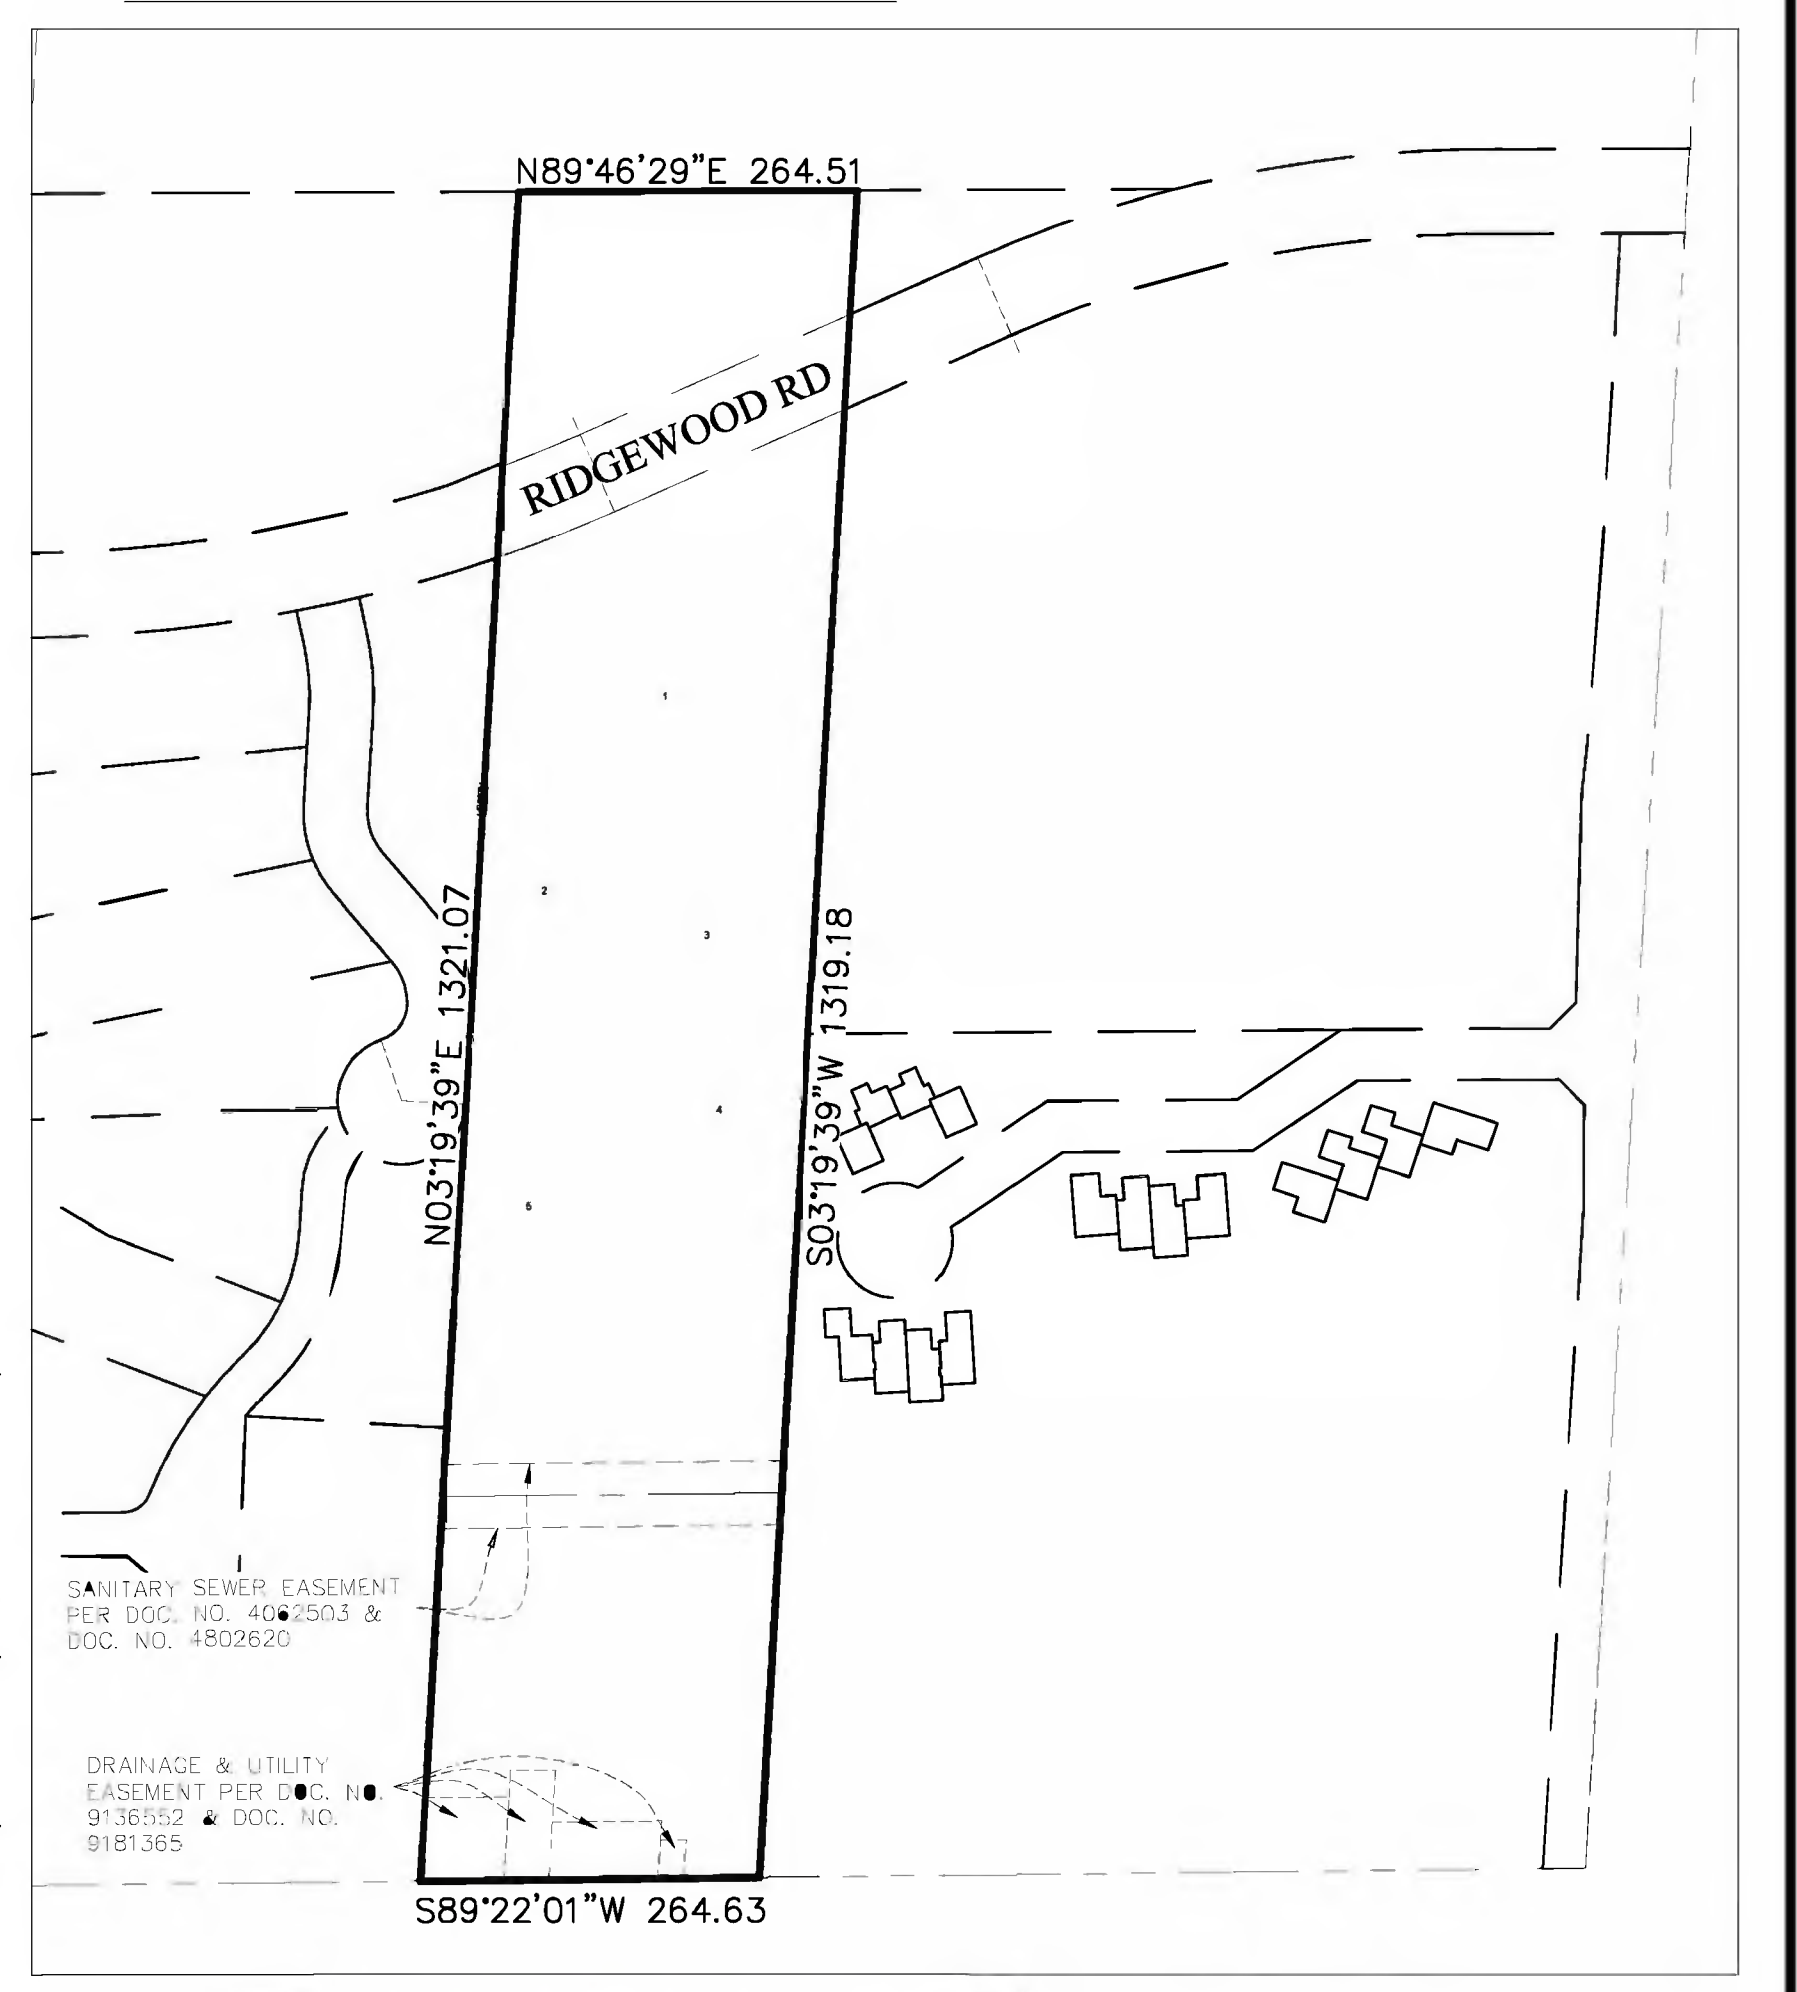 N89°46'29"E 264.51
RIDGEWOOD RD
1
2
3
N03°19'39"E 1321.07
S03°19'39"W 1319.18
4
5
SANITARY SEWER EASEMENT
PER DOC. NO. 4062503 &
DOC. NO. 4802620
DRAINAGE & UTILITY
EASEMENT PER DOC. NO.
9136552 & DOC. NO.
9181365
S89°22'01"W 264.63